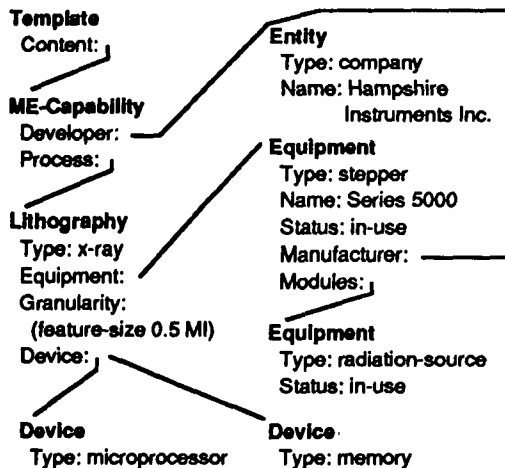 Template
Content:
ME-Capability
Developer:
Process:
Lithography
Type: x-ray
Equipment:
Granularity:
(feature-size 0.5 MI)
Device:
Device
Type: microprocessor
Entity
Type: company
Name: Hampshire
Instruments Inc.
Equipment
Type: stepper
Name: Series 5000
Status: in-use
Manufacturer:
Modules:
Equipment
Type: radiation-source
Status: in-use
Device
Type: memory